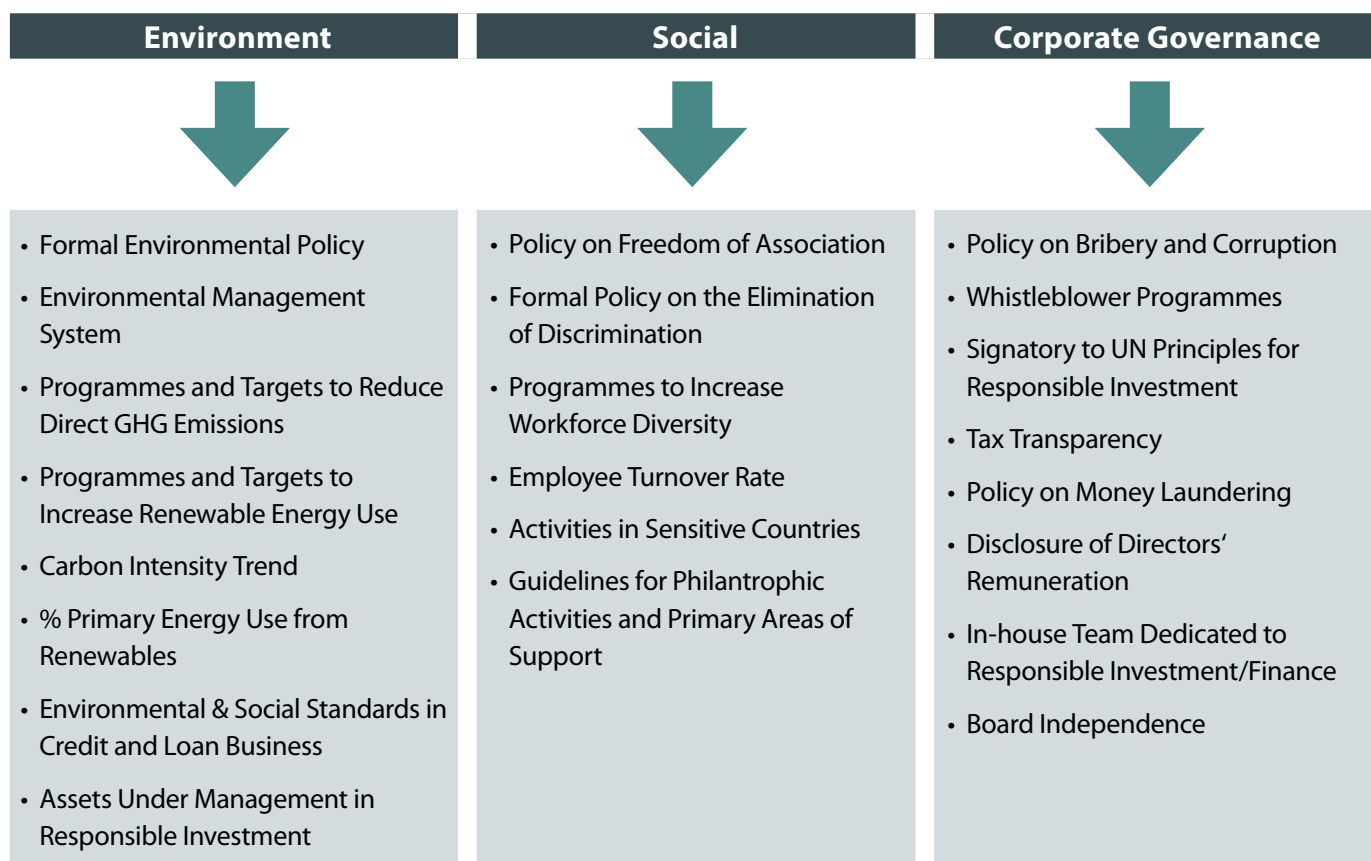 Environment
• Formal Environmental Policy
• Environmental Management
System
• Programmes and Targets to Reduce
Direct GHG Emissions
• Programmes and Targets to
Increase Renewable Energy Use
• Carbon Intensity Trend
• % Primary Energy Use from
Renewables
• Environmental & Social Standards in
Credit and Loan Business
• Assets Under Management in
Responsible Investment
Social
• Policy on Freedom of Association
• Formal Policy on the Elimination
of Discrimination
• Programmes to Increase
Workforce Diversity
• Employee Turnover Rate
• Activities in Sensitive Countries
• Guidelines for Philantrophic
Activities and Primary Areas of
Support
Corporate Governance
• Policy on Bribery and Corruption
• Whistleblower Programmes
• Signatory to UN Principles for
Responsible Investment
• Tax Transparency
• Policy on Money Laundering
• Disclosure of Directors‘
Remuneration
• In-house Team Dedicated to
Responsible Investment/Finance
• Board Independence